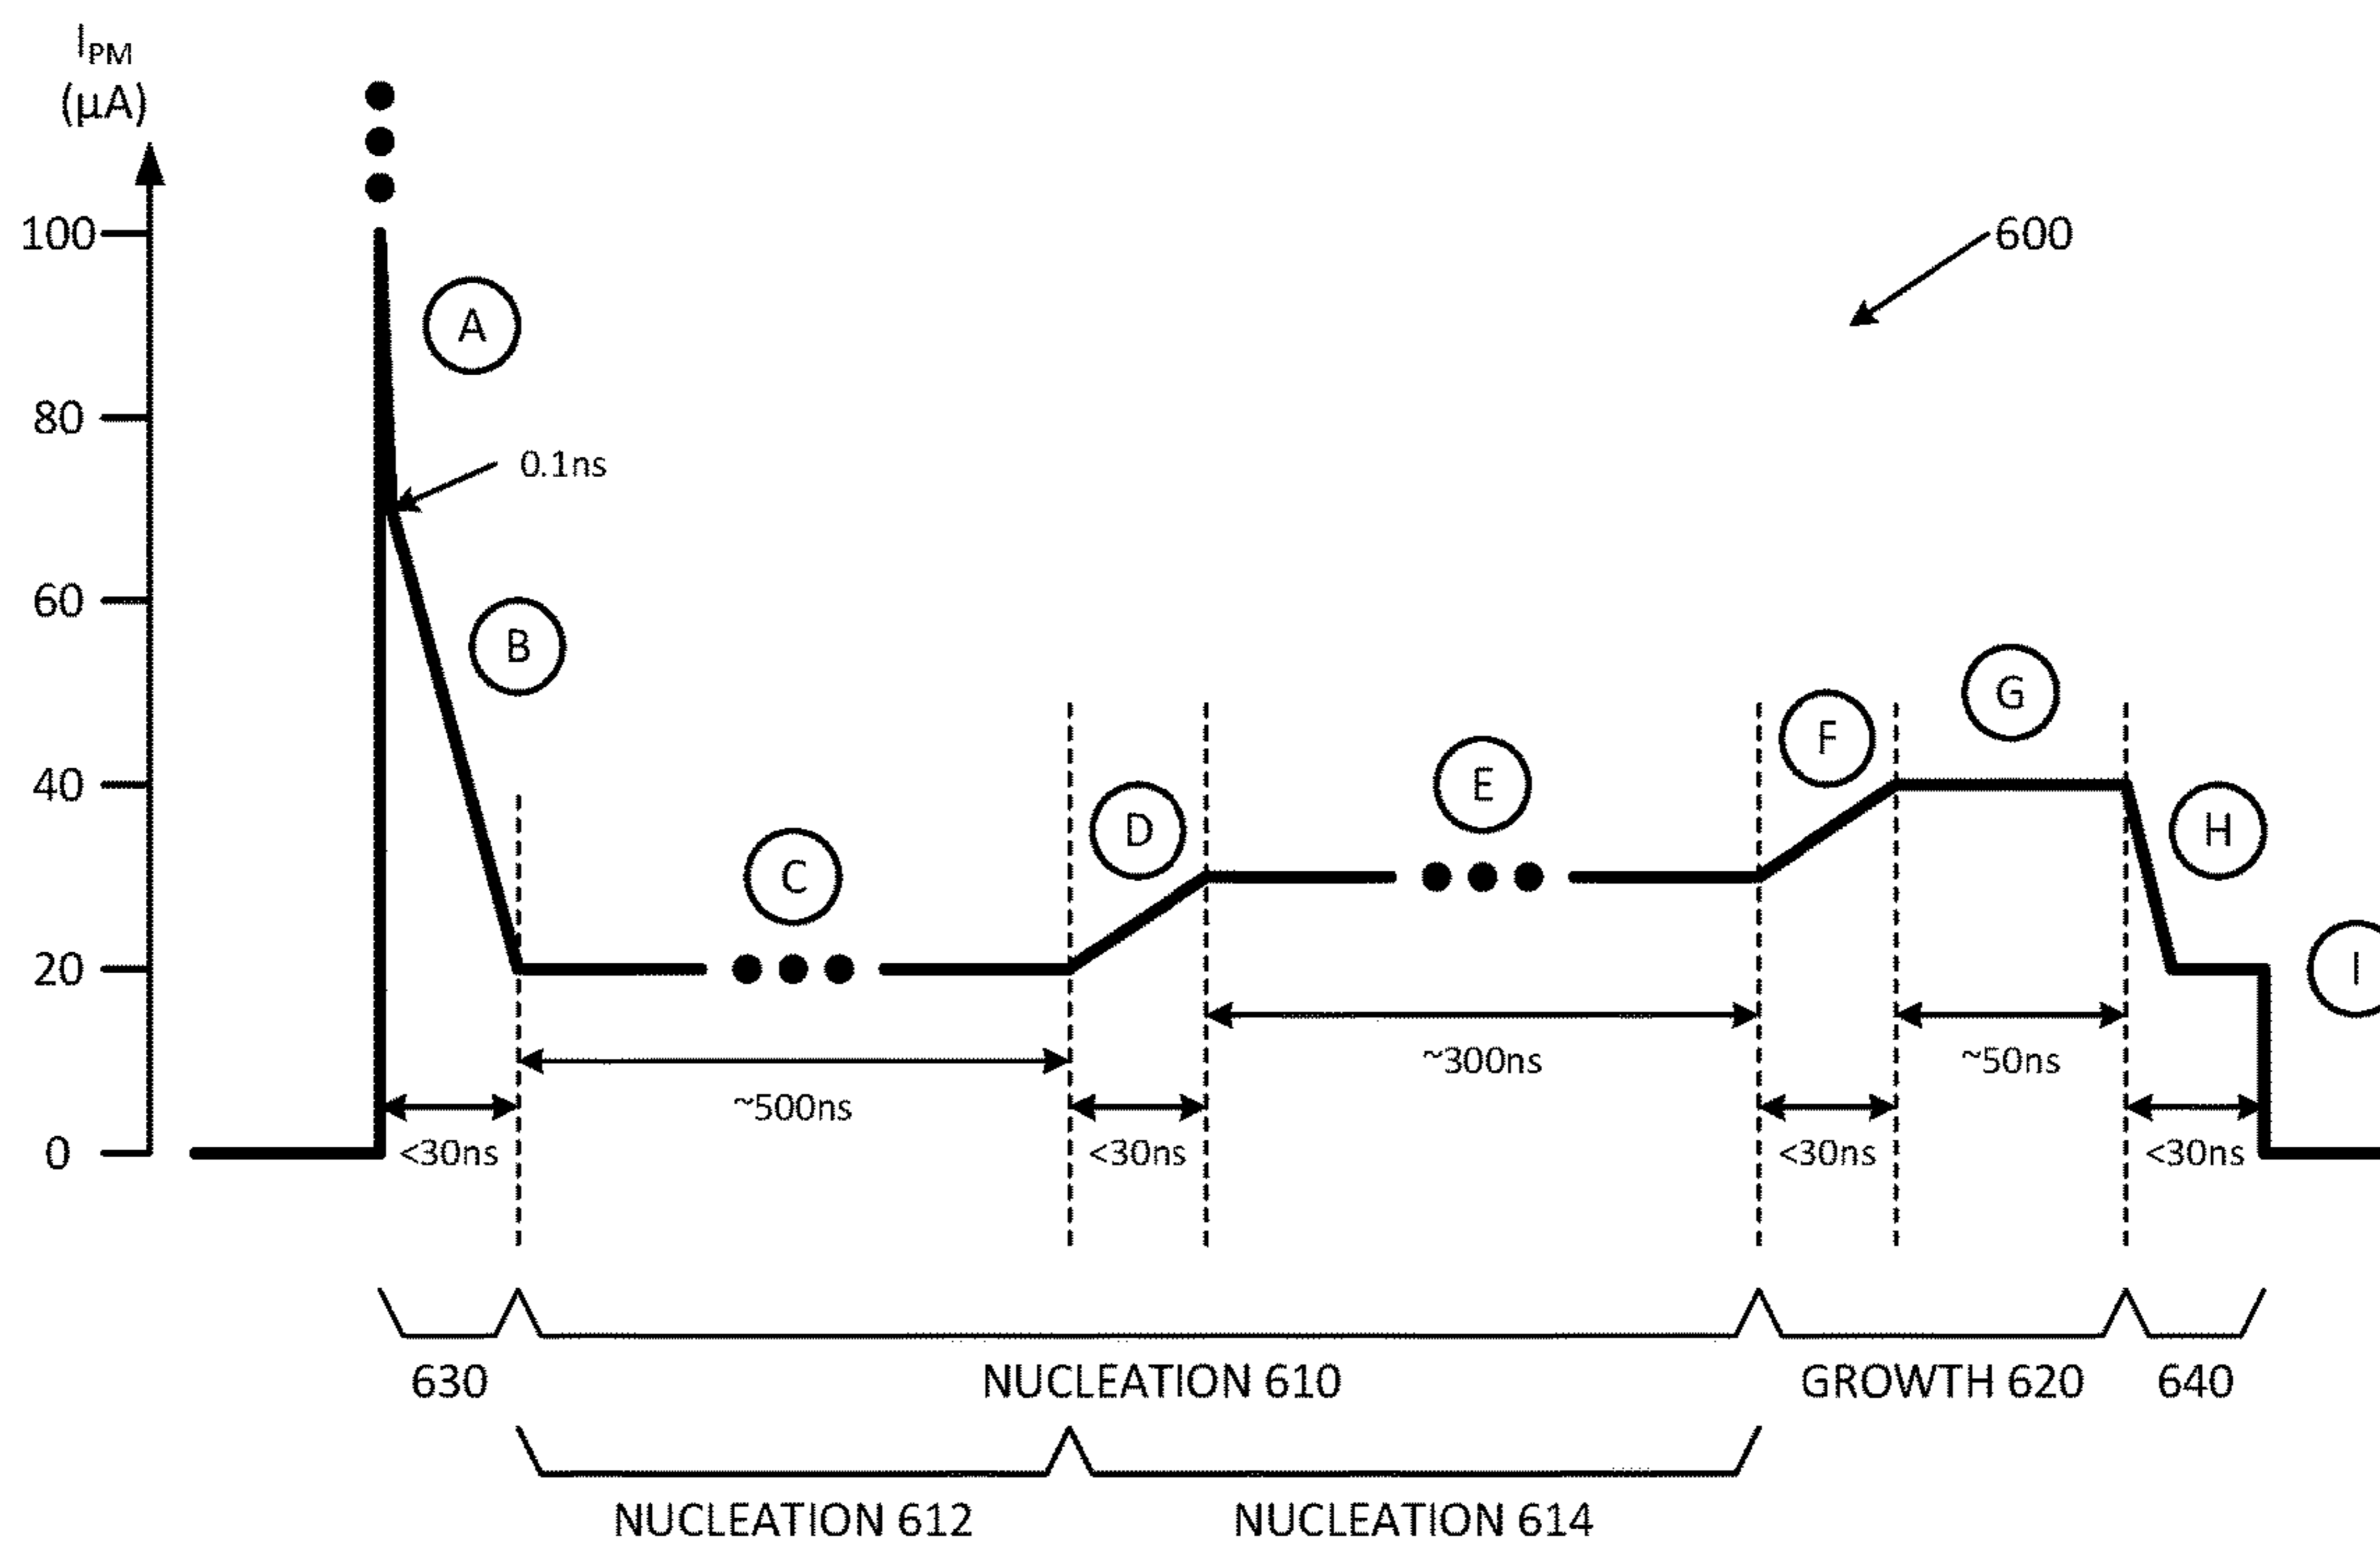 I_PM
(µA)
100
600
A
80
0.1ns
60
B
G
F
40
E
D
H
C
20
I
~300ns
~50ns
~500ns
0
<30ns
<30ns
<30ns
<30ns
630
NUCLEATION 610
GROWTH 620
640
NUCLEATION 612
NUCLEATION 614